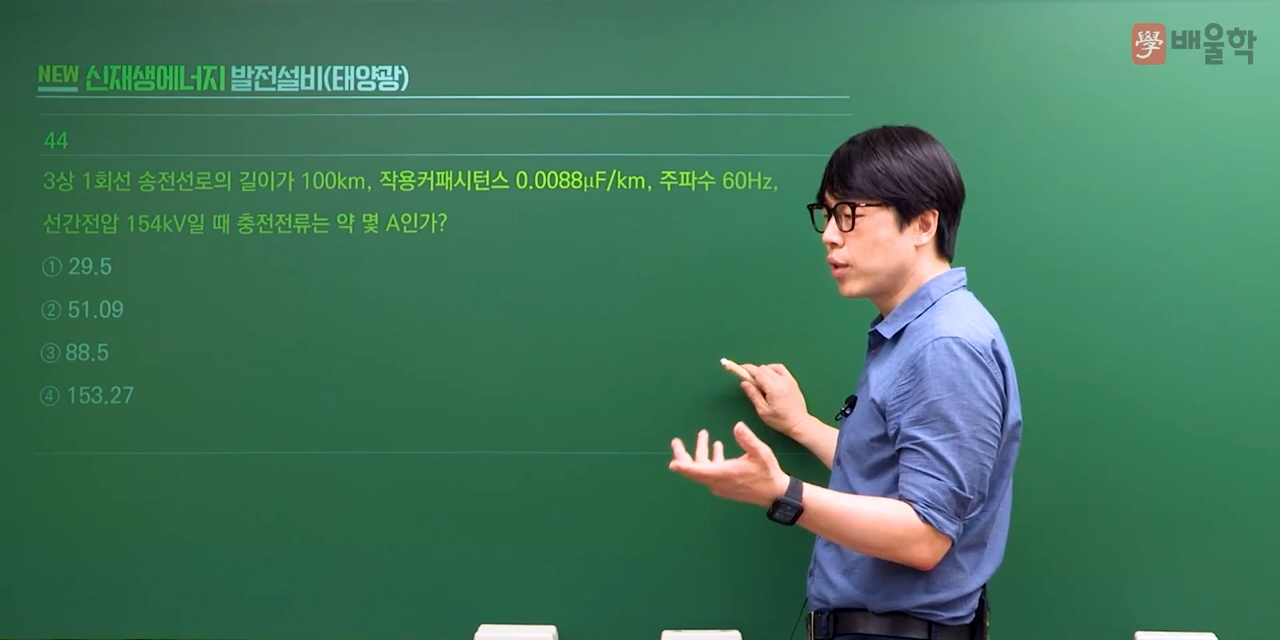 學 배울학
NEW 신재생에너지 발전설비(태양광)
44
3상 1회선 송전선로의 길이가 100km, 작용커패시턴스 0.0088μF/km, 주파수 60Hz,
선간전압 154kV일 때 충전전류는 약 몇 A인가?
① 29.5
② 51.09
③ 88.5
④ 153.27